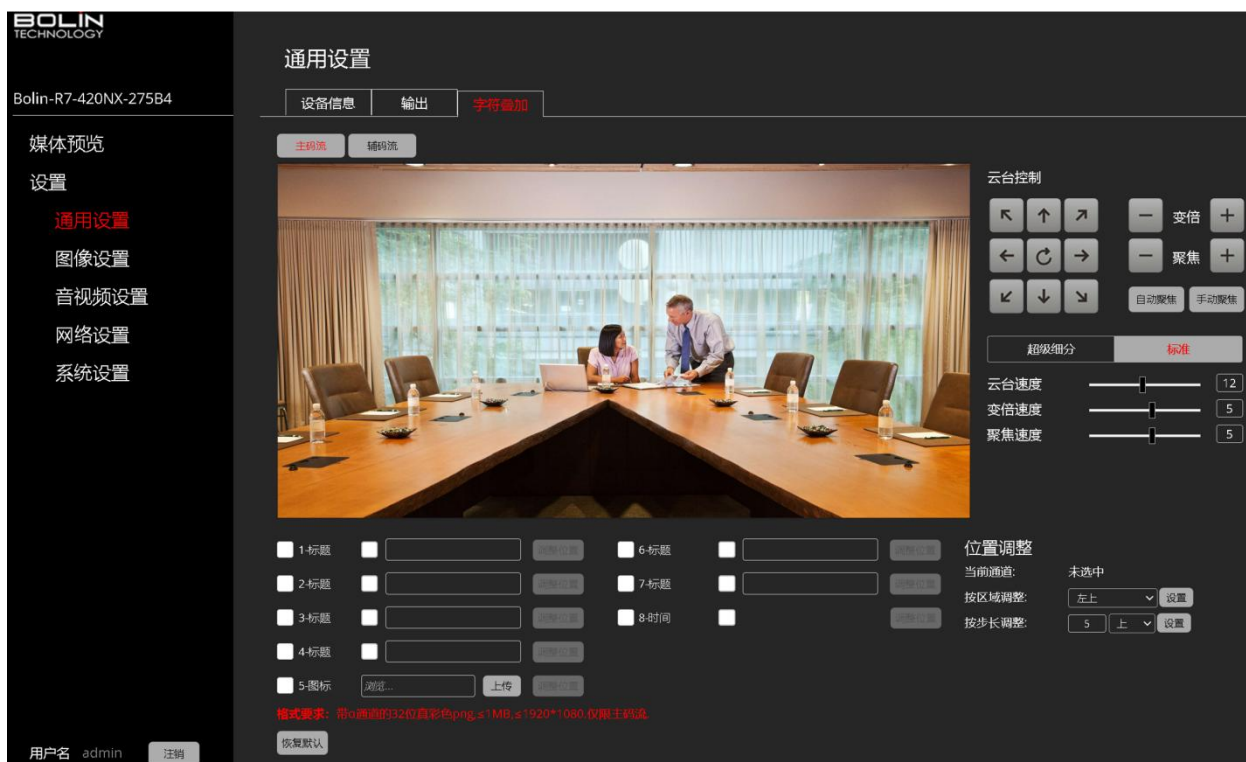 BOLIN
TECHNOLOGY
Bolin-R7-420NX-275B4
媒体预览
设置
通用设置
图像设置
音视频设置
网络设置
系统设置
用户名 admin 注销
通用设置
设备信息 输出 字符叠加
主码流 辅码流
云台控制
变倍
聚焦
自动聚焦 手动聚焦
超级细分 标准
云台速度 12
变倍速度 5
聚焦速度 5
1-标题 调整位置 6-标题 调整位置
2-标题 调整位置 7-标题 调整位置
3-标题 调整位置 8-时间 调整位置
4-标题 调整位置
5-图标 浏览... 上传 调整位置
格式要求：带α通道的32位真彩色png,≤1MB,≤1920*1080.仅限主码流.
恢复默认
位置调整
当前通道: 未选中
按区域调整: 左上 设置
按步长调整: 5 上 设置